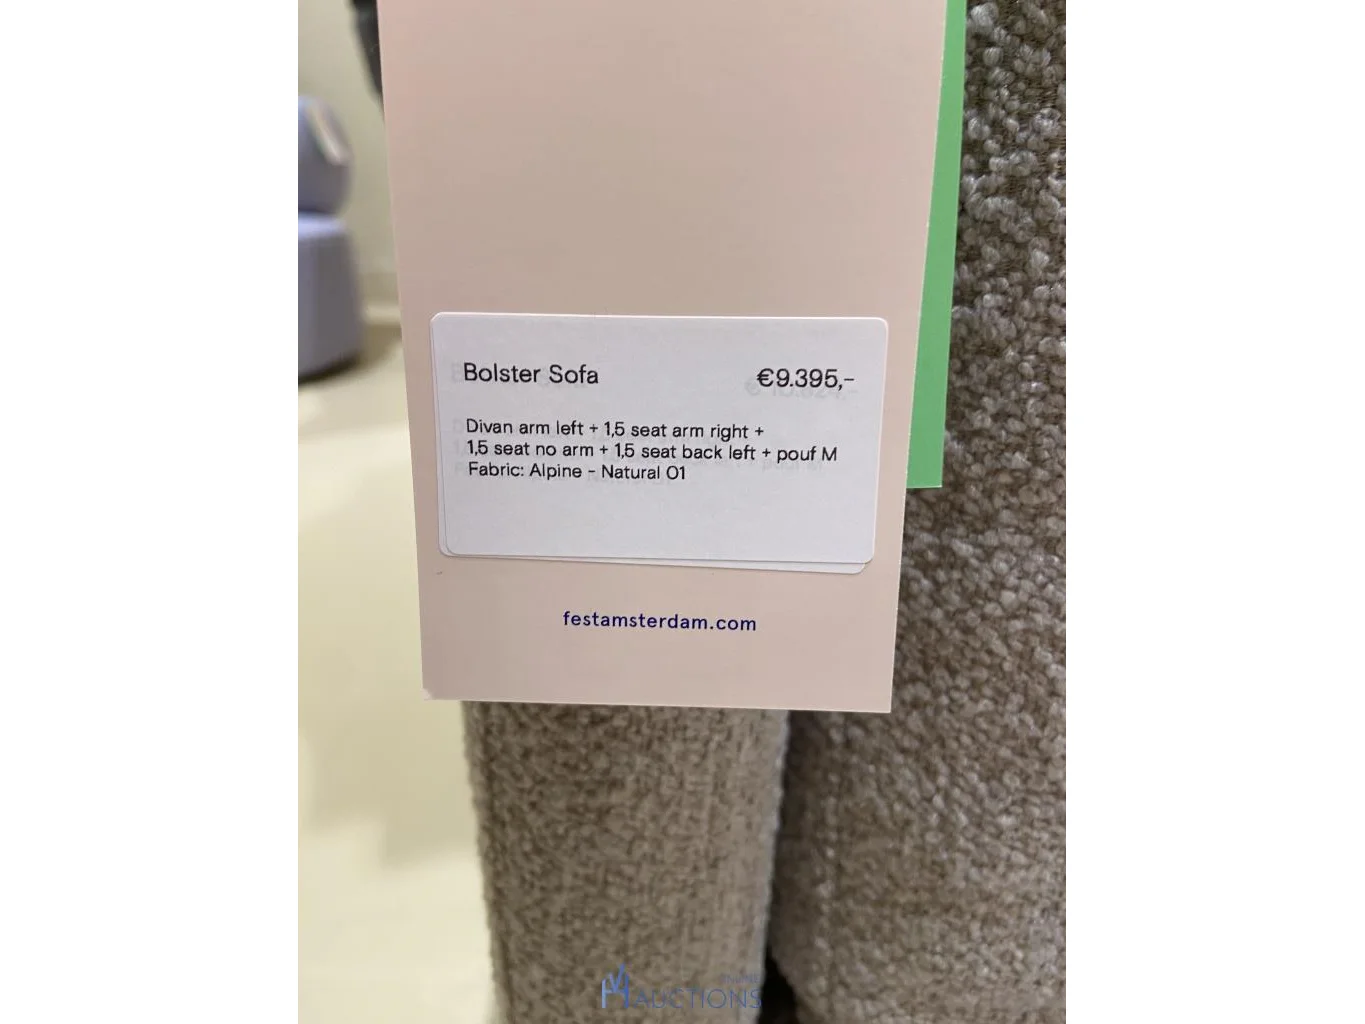 Bolster Sofa €9.395,-
Divan arm left + 1,5 seat arm right +
1,5 seat no arm + 1,5 seat back left + pouf M
Fabric: Alpine - Natural 01
festamsterdam.com
AUCTIONS